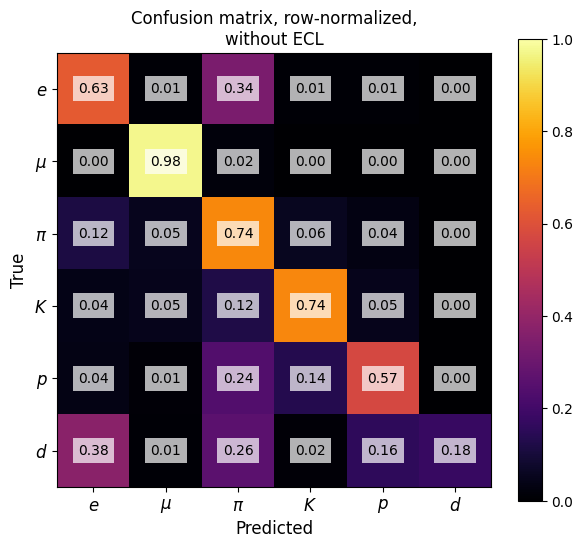 Confusion matrix, row-normalized,
without ECL
e 0.63 0.01 0.34 0.01 0.01 0.00
μ 0.00 0.98 0.02 0.00 0.00 0.00
π 0.12 0.05 0.74 0.06 0.04 0.00
K 0.04 0.05 0.12 0.74 0.05 0.00
p 0.04 0.01 0.24 0.14 0.57 0.00
d 0.38 0.01 0.26 0.02 0.16 0.18
e μ π K p d
Predicted
True
1.0
0.8
0.6
0.4
0.2
0.0